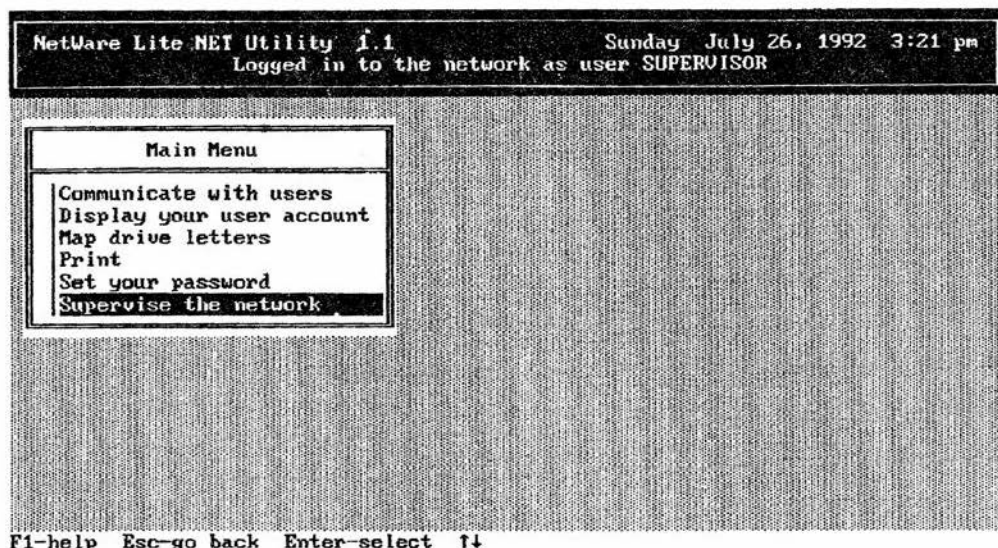 NetWare Lite NET Utility 1.1 Sunday July 26, 1992 3:21 pm
Logged in to the network as user SUPERVISOR
Main Menu
Communicate with users
Display your user account
Map drive letters
Print
Set your password
Supervise the network
F1-help Esc-go back Enter-select ↑↓